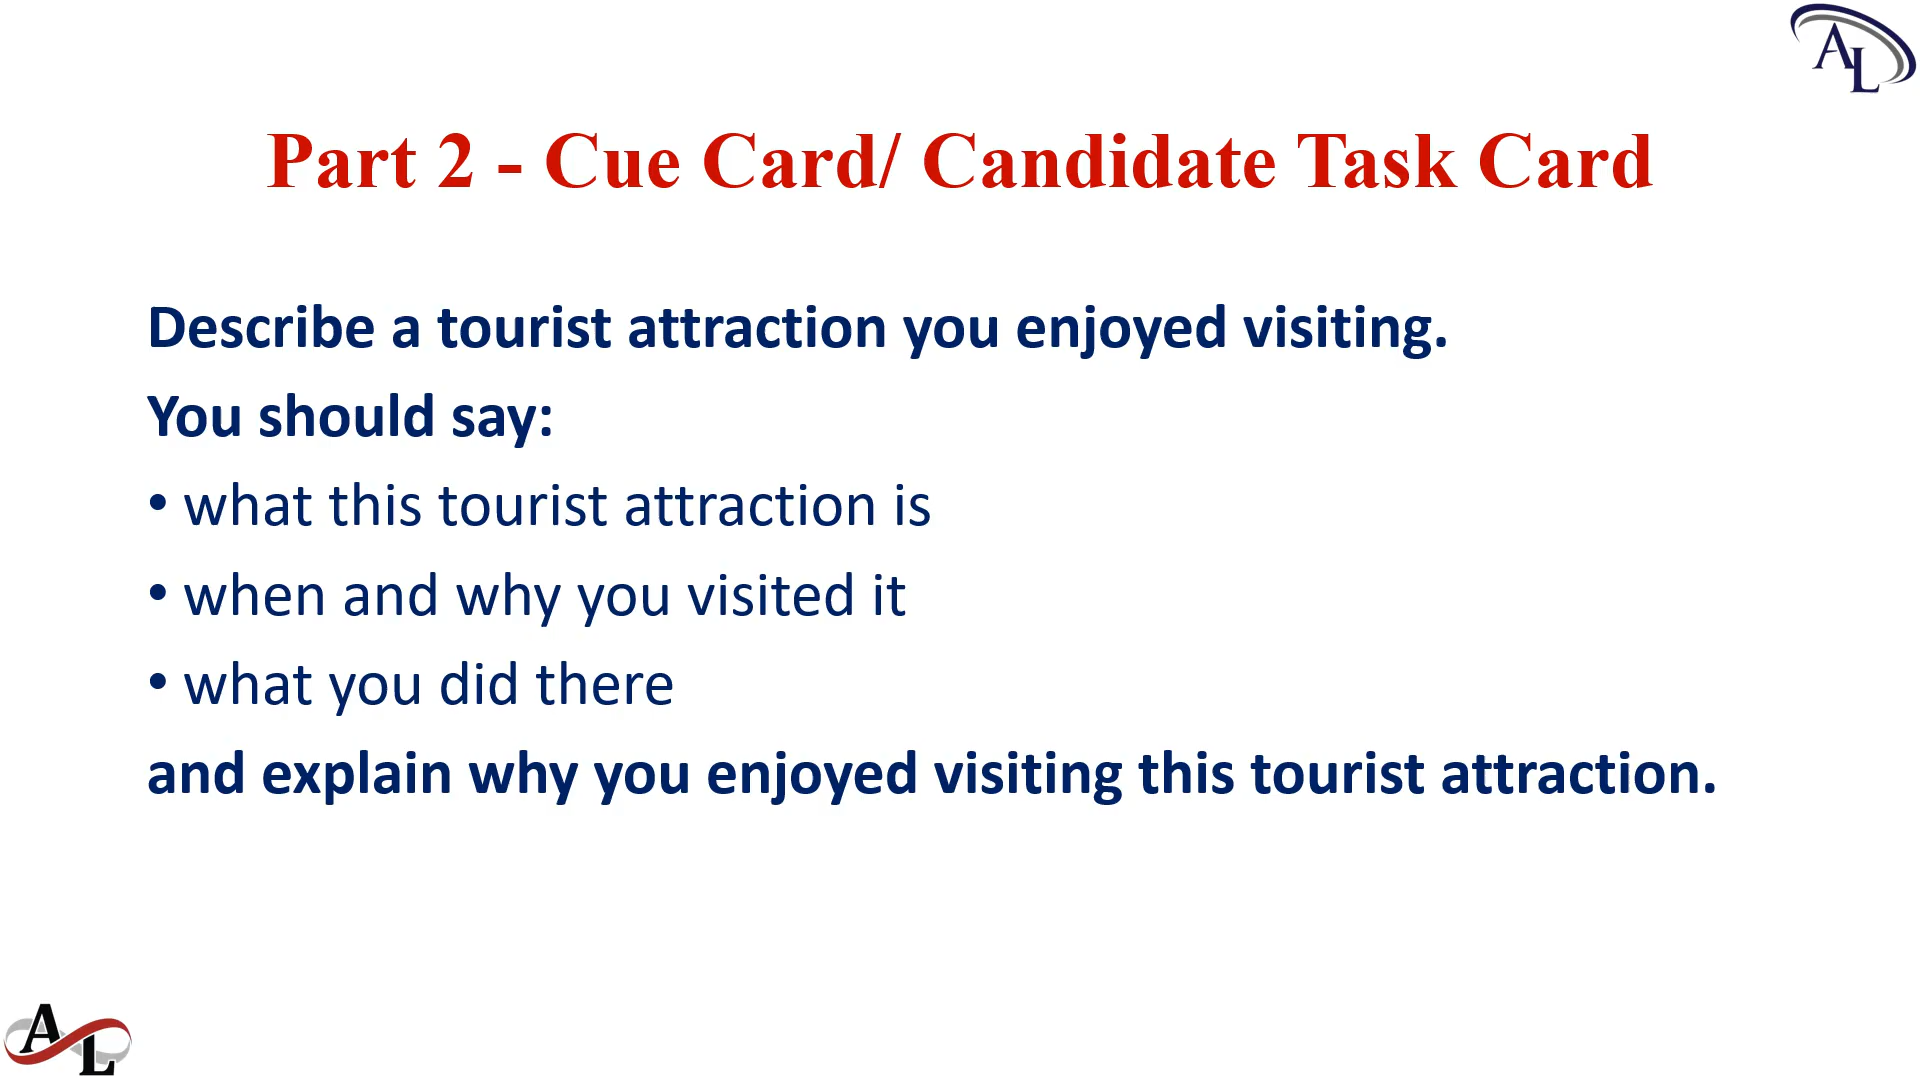 AL
Part 2 - Cue Card/ Candidate Task Card
Describe a tourist attraction you enjoyed visiting.
You should say:
• what this tourist attraction is
• when and why you visited it
• what you did there
and explain why you enjoyed visiting this tourist attraction.
AL